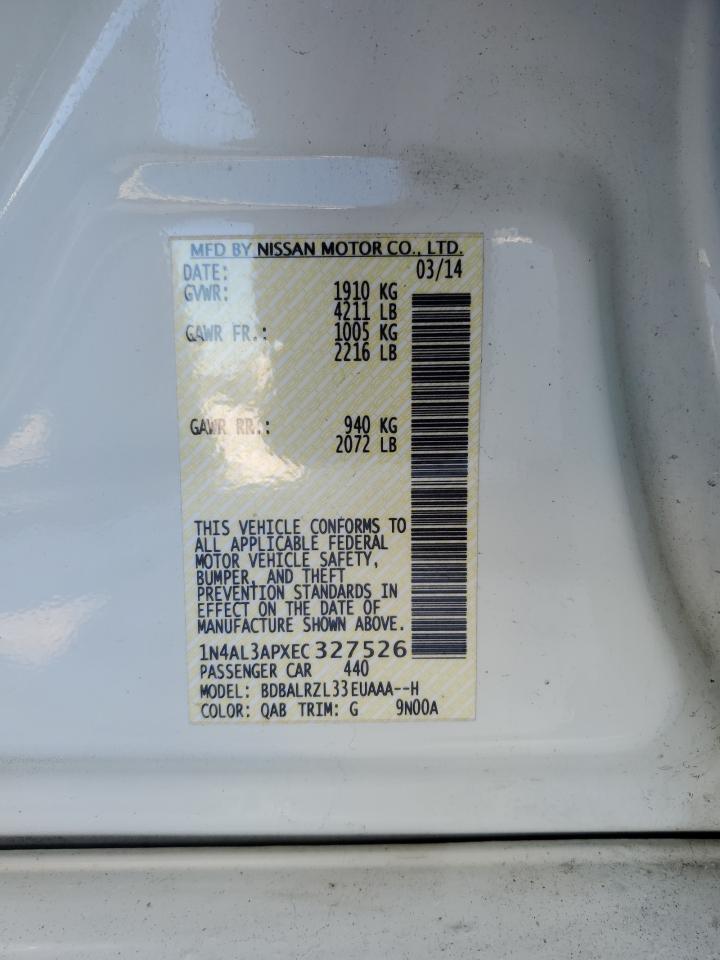 MFD BY NISSAN MOTOR CO., LTD.
DATE: 03/14
GVWR: 1910 KG
4211 LB
GAWR FR.: 1005 KG
2216 LB
GAWR RR.: 940 KG
2072 LB
THIS VEHICLE CONFORMS TO
ALL APPLICABLE FEDERAL
MOTOR VEHICLE SAFETY,
BUMPER, AND THEFT
PREVENTION STANDARDS IN
EFFECT ON THE DATE OF
MANUFACTURE SHOWN ABOVE.
1N4AL3APXEC 327526
PASSENGER CAR 440
MODEL: BDBALRZL33EUAAA--H
COLOR: QAB TRIM: G 9N00A